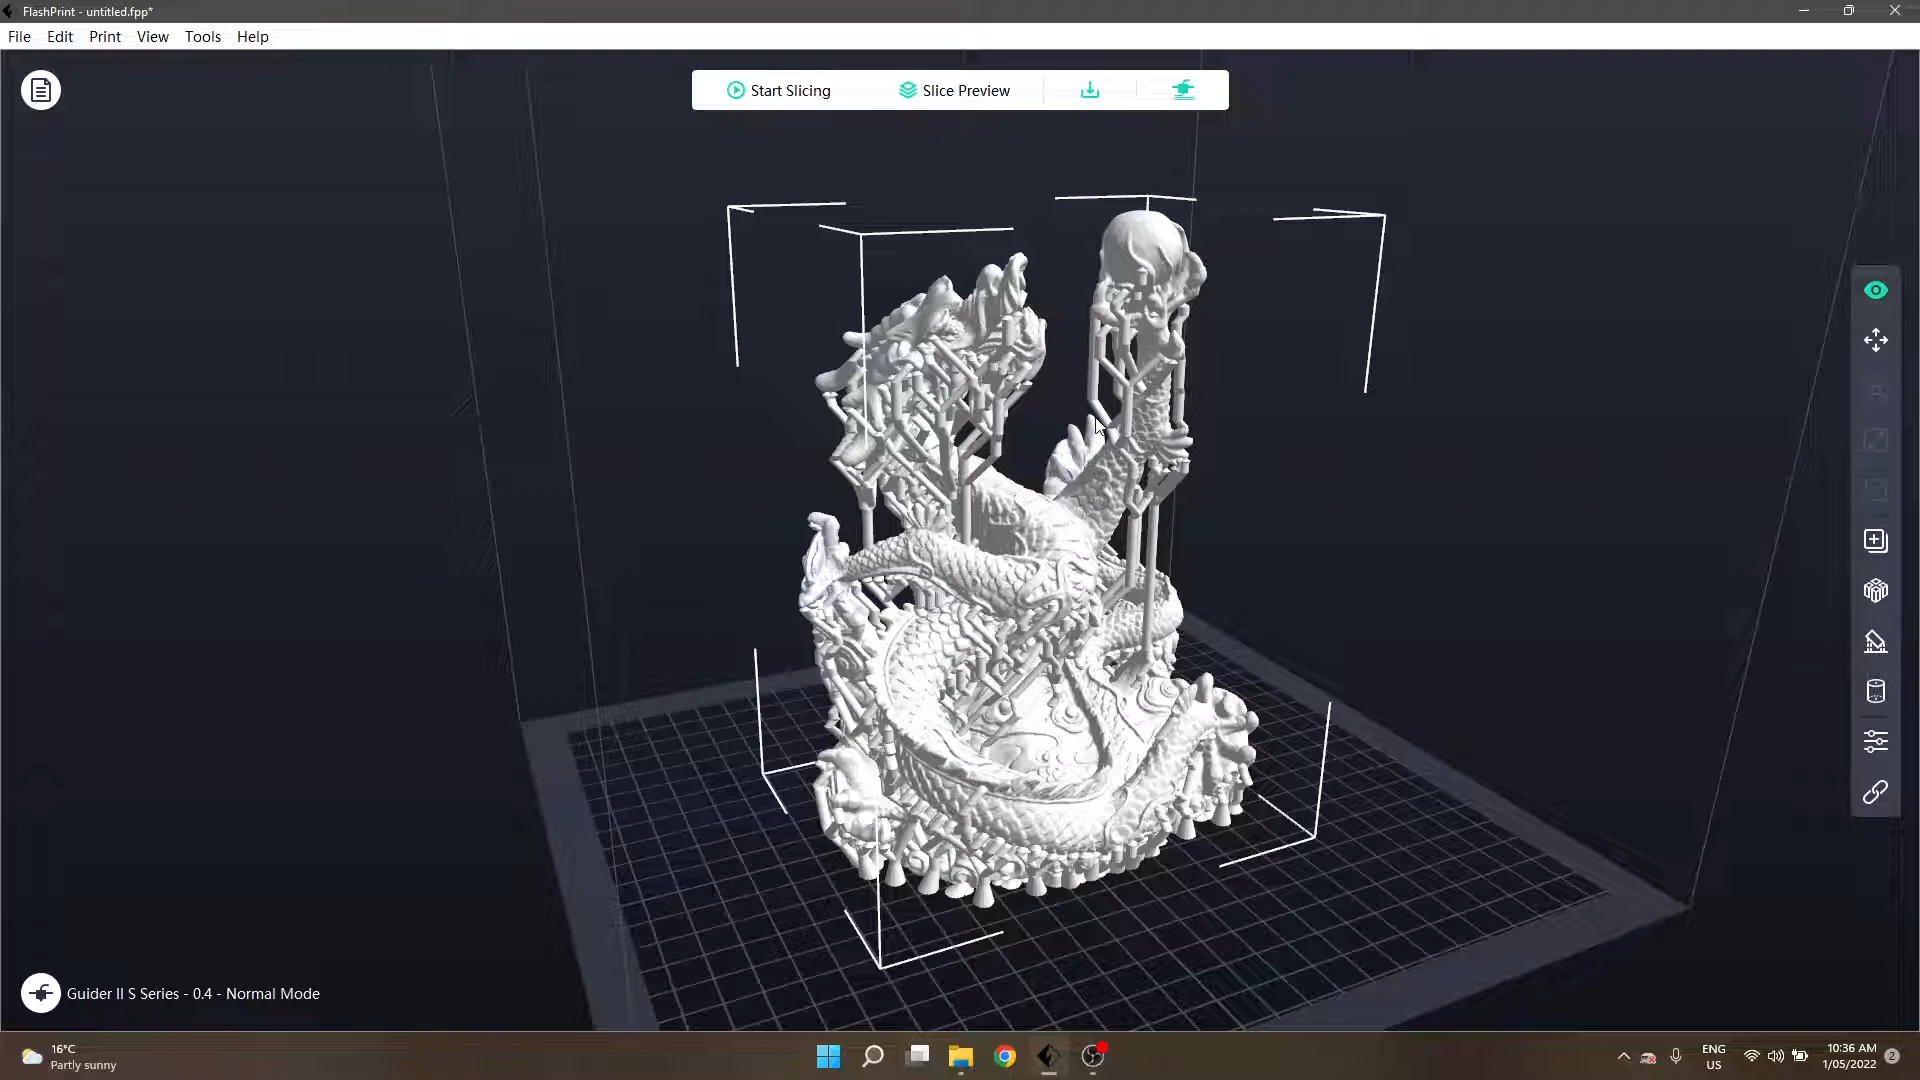 FlashPrint - untitled.fpp*
File Edit Print View Tools Help
Start Slicing Slice Preview
Guider II S Series - 0.4 - Normal Mode
16°C
Partly sunny
ENG
US
10:36 AM
1/05/2022
2